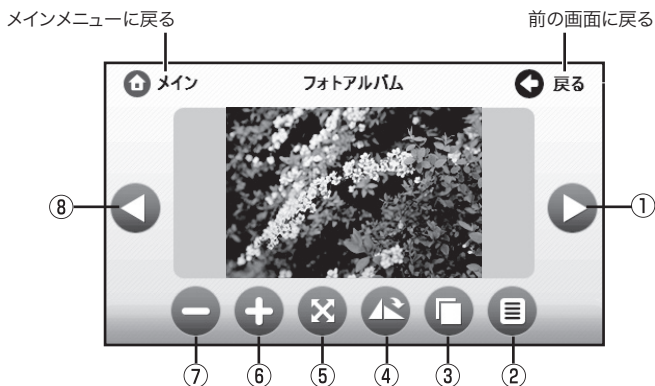 メインメニューに戻る
前の画面に戻る
メイン
フォトアルバム
戻る
⑧
①
⑦
⑥
⑤
④
③
②